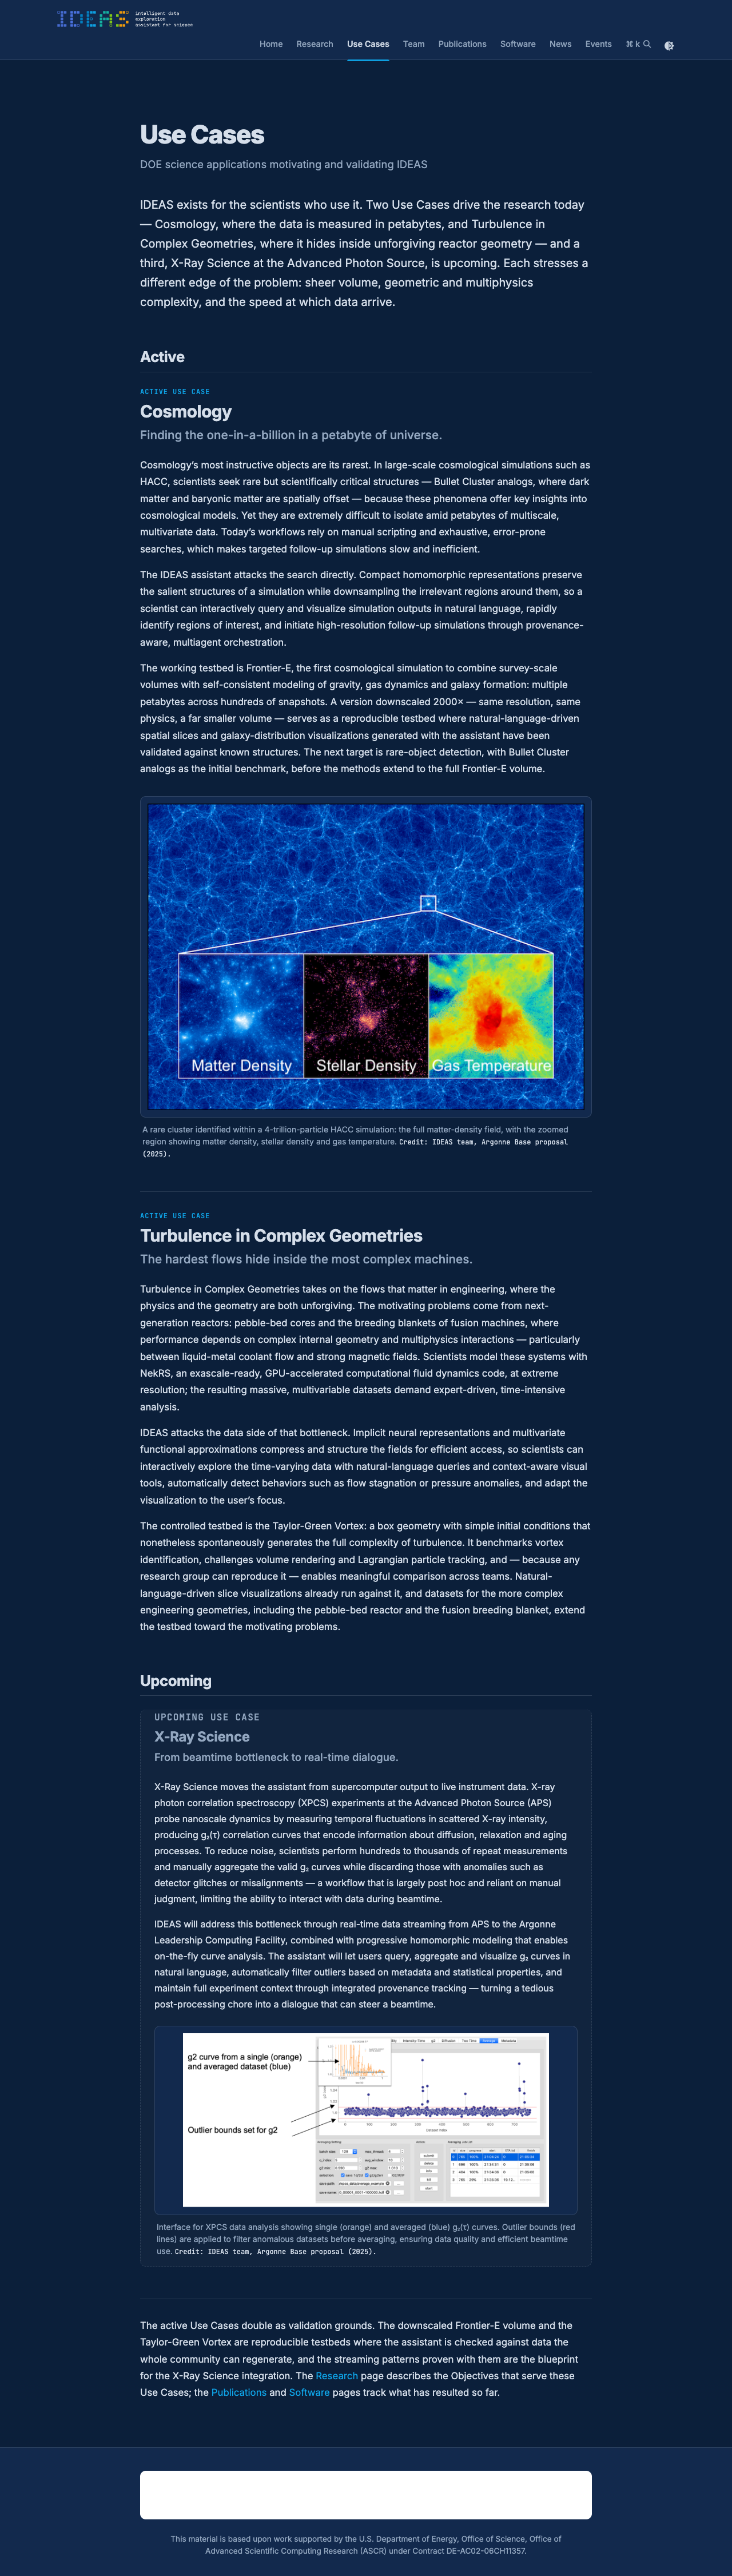 IDEAS
intelligent data
exploration
assistant for science
Home Research Use Cases Team Publications Software News Events ⌘ k
Use Cases
DOE science applications motivating and validating IDEAS
IDEAS exists for the scientists who use it. Two Use Cases drive the research today
— Cosmology, where the data is measured in petabytes, and Turbulence in
Complex Geometries, where it hides inside unforgiving reactor geometry — and a
third, X-Ray Science at the Advanced Photon Source, is upcoming. Each stresses a
different edge of the problem: sheer volume, geometric and multiphysics
complexity, and the speed at which data arrive.
Active
ACTIVE USE CASE
Cosmology
Finding the one-in-a-billion in a petabyte of universe.
Cosmology’s most instructive objects are its rarest. In large-scale cosmological simulations such as
HACC, scientists seek rare but scientifically critical structures — Bullet Cluster analogs, where dark
matter and baryonic matter are spatially offset — because these phenomena offer key insights into
cosmological models. Yet they are extremely difficult to isolate amid petabytes of multiscale,
multivariate data. Today’s workflows rely on manual scripting and exhaustive, error-prone
searches, which makes targeted follow-up simulations slow and inefficient.
The IDEAS assistant attacks the search directly. Compact homomorphic representations preserve
the salient structures of a simulation while downsampling the irrelevant regions around them, so a
scientist can interactively query and visualize simulation outputs in natural language, rapidly
identify regions of interest, and initiate high-resolution follow-up simulations through provenance-
aware, multiagent orchestration.
The working testbed is Frontier-E, the first cosmological simulation to combine survey-scale
volumes with self-consistent modeling of gravity, gas dynamics and galaxy formation: multiple
petabytes across hundreds of snapshots. A version downscaled 2000× — same resolution, same
physics, a far smaller volume — serves as a reproducible testbed where natural-language-driven
spatial slices and galaxy-distribution visualizations generated with the assistant have been
validated against known structures. The next target is rare-object detection, with Bullet Cluster
analogs as the initial benchmark, before the methods extend to the full Frontier-E volume.
Matter Density Stellar Density Gas Temperature
A rare cluster identified within a 4-trillion-particle HACC simulation: the full matter-density field, with the zoomed
region showing matter density, stellar density and gas temperature. Credit: IDEAS team, Argonne Base proposal
(2025).
ACTIVE USE CASE
Turbulence in Complex Geometries
The hardest flows hide inside the most complex machines.
Turbulence in Complex Geometries takes on the flows that matter in engineering, where the
physics and the geometry are both unforgiving. The motivating problems come from next-
generation reactors: pebble-bed cores and the breeding blankets of fusion machines, where
performance depends on complex internal geometry and multiphysics interactions — particularly
between liquid-metal coolant flow and strong magnetic fields. Scientists model these systems with
NekRS, an exascale-ready, GPU-accelerated computational fluid dynamics code, at extreme
resolution; the resulting massive, multivariable datasets demand expert-driven, time-intensive
analysis.
IDEAS attacks the data side of that bottleneck. Implicit neural representations and multivariate
functional approximations compress and structure the fields for efficient access, so scientists can
interactively explore the time-varying data with natural-language queries and context-aware visual
tools, automatically detect behaviors such as flow stagnation or pressure anomalies, and adapt the
visualization to the user’s focus.
The controlled testbed is the Taylor-Green Vortex: a box geometry with simple initial conditions that
nonetheless spontaneously generates the full complexity of turbulence. It benchmarks vortex
identification, challenges volume rendering and Lagrangian particle tracking, and — because any
research group can reproduce it — enables meaningful comparison across teams. Natural-
language-driven slice visualizations already run against it, and datasets for the more complex
engineering geometries, including the pebble-bed reactor and the fusion breeding blanket, extend
the testbed toward the motivating problems.
Upcoming
UPCOMING USE CASE
X-Ray Science
From beamtime bottleneck to real-time dialogue.
X-Ray Science moves the assistant from supercomputer output to live instrument data. X-ray
photon correlation spectroscopy (XPCS) experiments at the Advanced Photon Source (APS)
probe nanoscale dynamics by measuring temporal fluctuations in scattered X-ray intensity,
producing g₂(τ) correlation curves that encode information about diffusion, relaxation and aging
processes. To reduce noise, scientists perform hundreds to thousands of repeat measurements
and manually aggregate the valid g₂ curves while discarding those with anomalies such as
detector glitches or misalignments — a workflow that is largely post hoc and reliant on manual
judgment, limiting the ability to interact with data during beamtime.
IDEAS will address this bottleneck through real-time data streaming from APS to the Argonne
Leadership Computing Facility, combined with progressive homomorphic modeling that enables
on-the-fly curve analysis. The assistant will let users query, aggregate and visualize g₂ curves in
natural language, automatically filter outliers based on metadata and statistical properties, and
maintain full experiment context through integrated provenance tracking — turning a tedious
post-processing chore into a dialogue that can steer a beamtime.
g2 curve from a single (orange)
and averaged dataset (blue)
Outlier bounds set for g2
Interface for XPCS data analysis showing single (orange) and averaged (blue) g₂(τ) curves. Outlier bounds (red
lines) are applied to filter anomalous datasets before averaging, ensuring data quality and efficient beamtime
use. Credit: IDEAS team, Argonne Base proposal (2025).
The active Use Cases double as validation grounds. The downscaled Frontier-E volume and the
Taylor-Green Vortex are reproducible testbeds where the assistant is checked against data the
whole community can regenerate, and the streaming patterns proven with them are the blueprint
for the X-Ray Science integration. The Research page describes the Objectives that serve these
Use Cases; the Publications and Software pages track what has resulted so far.
This material is based upon work supported by the U.S. Department of Energy, Office of Science, Office of
Advanced Scientific Computing Research (ASCR) under Contract DE-AC02-06CH11357.